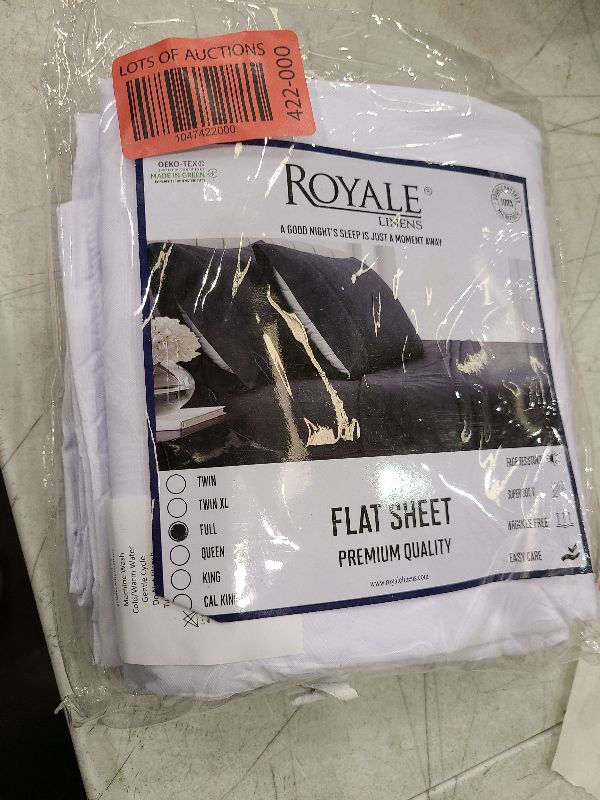 LOTS OF AUCTIONS
422-000
1047422000
OEKO-TEX®
MADE IN GREEN
ROYALE®
LINENS
100%
A GOOD NIGHT'S SLEEP IS JUST A MOMENT AWAY
TWIN
TWIN XL
FULL
QUEEN
KING
CAL KING
FLAT SHEET
PREMIUM QUALITY
www.royalelinens.com
FADE RESISTANT
SUPER SOFT
WRINKLE FREE
EASY CARE
Machine Wash
Cold/Warm Water
Gentle Cycle